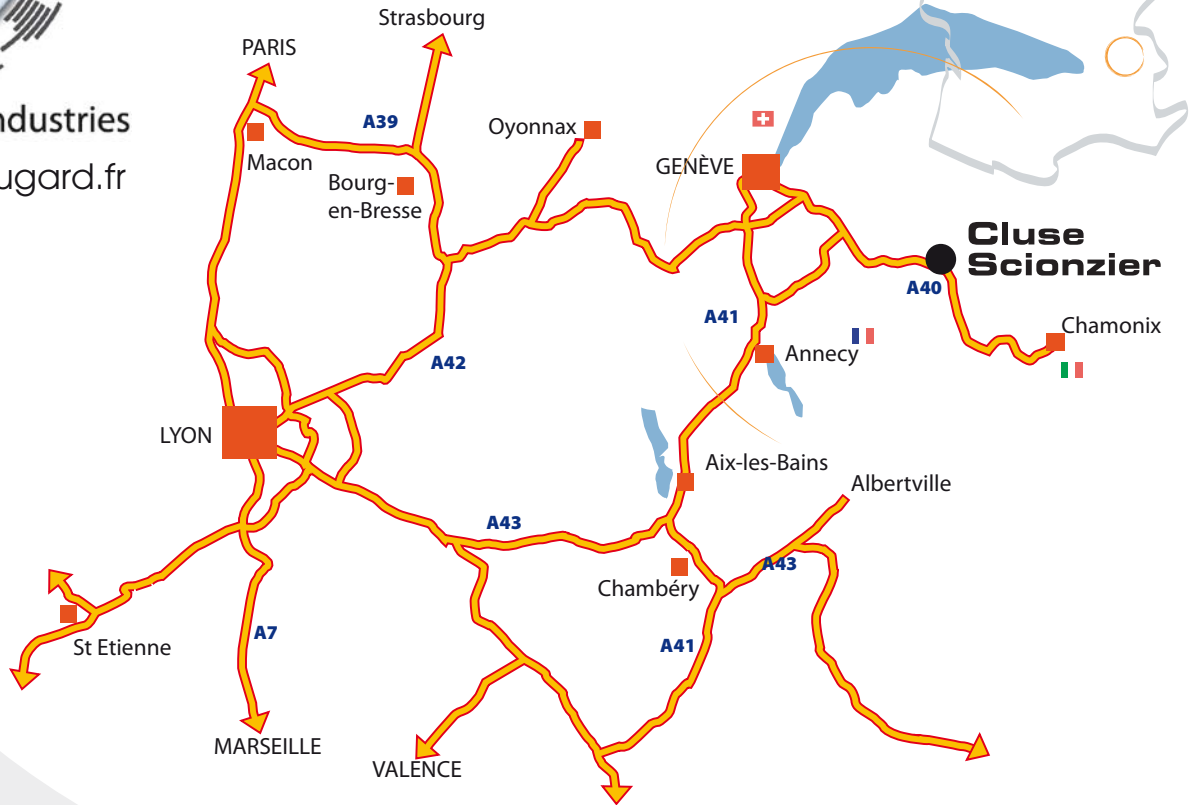 Strasbourg
PARIS
ndustries
ugard.fr
A39
Macon
Bourg-
en-Bresse
Oyonnax
GENÈVE
Cluse
Scionzier
A40
Chamonix
A41
Annecy
A42
LYON
Aix-les-Bains
Albertville
A43
A43
Chambéry
A41
St Etienne
A7
MARSEILLE
VALENCE